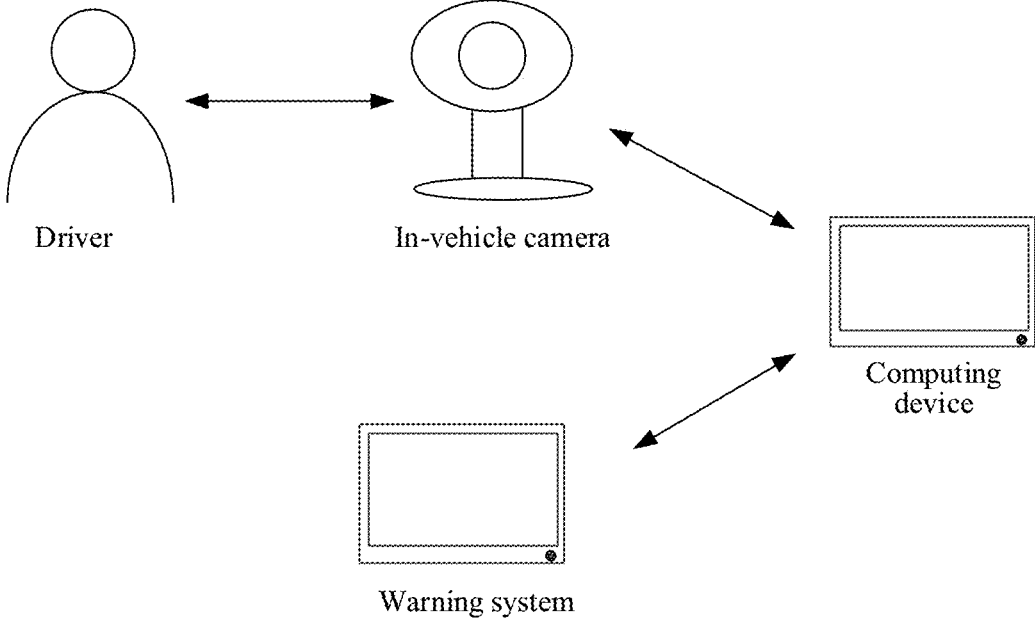 Driver
In-vehicle camera
Computing
device
Warning system